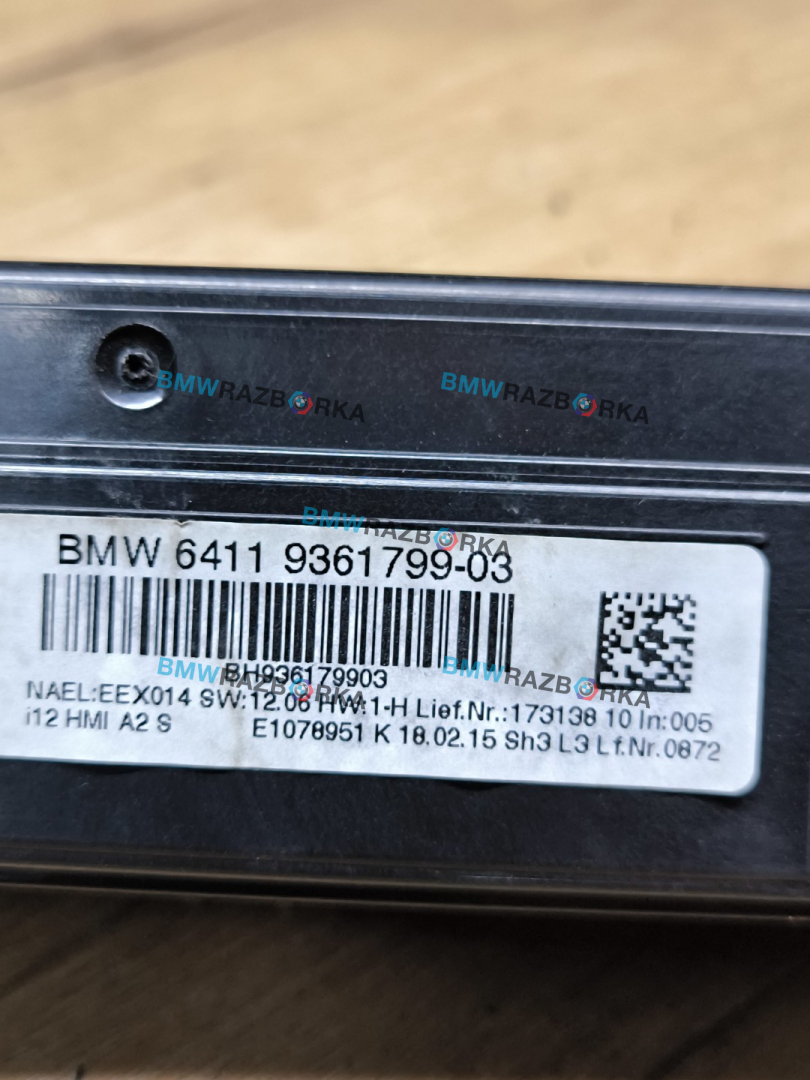 BMWRAZBORKA
BMWRAZBORKA
BMWRAZBORKA
BMW 6411 9361799-03
BH936179903
BMWRAZBORKA
BMWRAZBORKA
NAEL:EEX014 SW:12.06 HW:1-H Lief.Nr.:173138 10 In:005
i12 HMI A2 S E1078951 K 18.02.15 Sh3 L3 Lf.Nr.0872